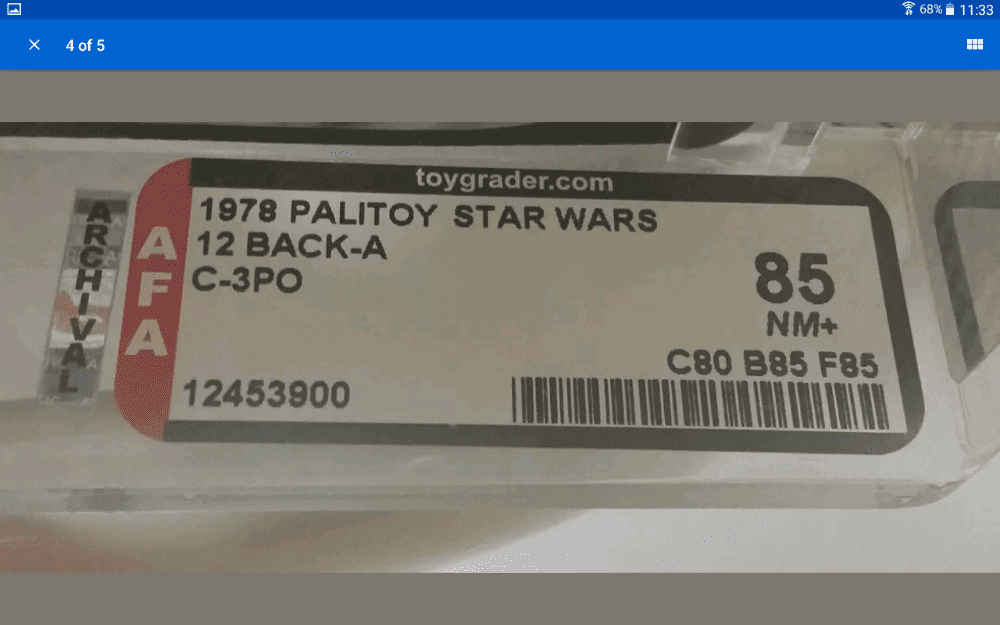 68% 11:33
4 of 5
toygrader.com
ARCHIVAL
AFA
1978 PALITOY STAR WARS
12 BACK-A
C-3PO
85
NM+
C80 B85 F85
12453900